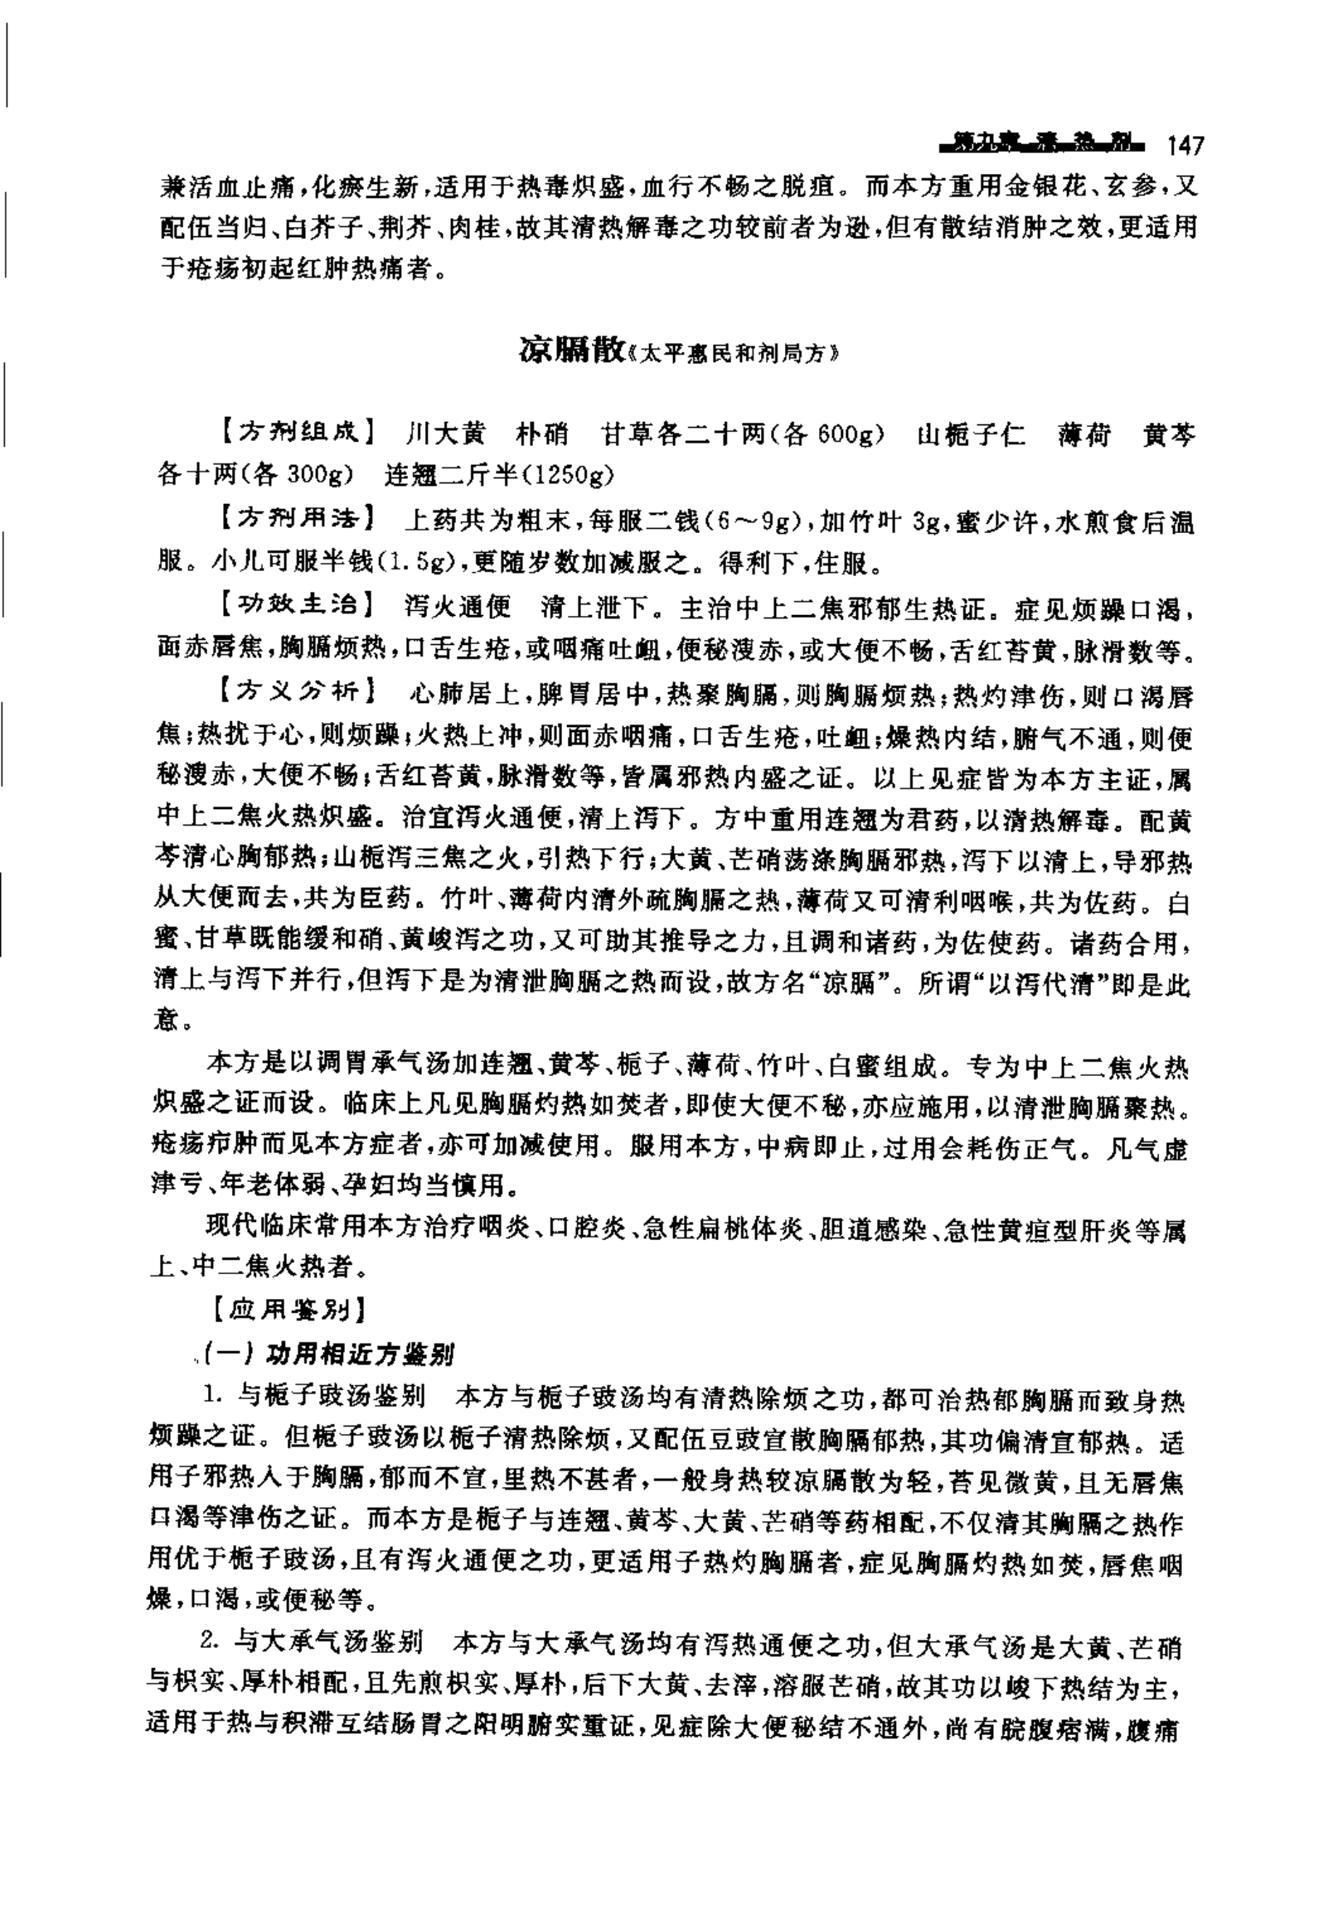 第九章 清热剂 147
兼活血止痛,化瘀生新,适用于热毒炽盛,血行不畅之脱疽。而本方重用金银花、玄参,又
配伍当归、白芥子、荆芥、肉桂,故其清热解毒之功较前者为逊,但有散结消肿之效,更适用
于疮疡初起红肿热痛者。
凉膈散《太平惠民和剂局方》
【方剂组成】 川大黄 朴硝 甘草各二十两(各 600g) 山栀子仁 薄荷 黄芩
各十两(各 300g) 连翘二斤半(1250g)
【方剂用法】 上药共为粗末,每服二钱(6～9g),加竹叶 3g,蜜少许,水煎食后温
服。小儿可服半钱(1.5g),更随岁数加减服之。得利下,住服。
【功效主治】 泻火通便 清上泄下。主治中上二焦邪郁生热证。症见烦躁口渴,
面赤唇焦,胸膈烦热,口舌生疮,或咽痛吐衄,便秘溲赤,或大便不畅,舌红苔黄,脉滑数等。
【方义分析】 心肺居上,脾胃居中,热聚胸膈,则胸膈烦热;热灼津伤,则口渴唇
焦;热扰于心,则烦躁;火热上冲,则面赤咽痛,口舌生疮,吐衄;燥热内结,腑气不通,则便
秘溲赤,大便不畅;舌红苔黄,脉滑数等,皆属邪热内盛之证。以上见症皆为本方主证,属
中上二焦火热炽盛。治宜泻火通便,清上泻下。方中重用连翘为君药,以清热解毒。配黄
芩清心胸郁热;山栀泻三焦之火,引热下行;大黄、芒硝荡涤胸膈邪热,泻下以清上,导邪热
从大便而去,共为臣药。竹叶、薄荷内清外疏胸膈之热,薄荷又可清利咽喉,共为佐药。白
蜜、甘草既能缓和硝、黄峻泻之功,又可助其推导之力,且调和诸药,为佐使药。诸药合用,
清上与泻下并行,但泻下是为清泄胸膈之热而设,故方名“凉膈”。所谓“以泻代清”即是此
意。
本方是以调胃承气汤加连翘、黄芩、栀子、薄荷、竹叶、白蜜组成。专为中上二焦火热
炽盛之证而设。临床上凡见胸膈灼热如焚者,即使大便不秘,亦应施用,以清泄胸膈聚热。
疮疡疖肿而见本方症者,亦可加减使用。服用本方,中病即止,过用会耗伤正气。凡气虚
津亏、年老体弱、孕妇均当慎用。
现代临床常用本方治疗咽炎、口腔炎、急性扁桃体炎、胆道感染、急性黄疸型肝炎等属
上、中二焦火热者。
【应用鉴别】
(一) 功用相近方鉴别
1. 与栀子豉汤鉴别 本方与栀子豉汤均有清热除烦之功,都可治热郁胸膈而致身热
烦躁之证。但栀子豉汤以栀子清热除烦,又配伍豆豉宣散胸膈郁热,其功偏清宣郁热。适
用于邪热入于胸膈,郁而不宣,里热不甚者,一般身热较凉膈散为轻,苔见微黄,且无唇焦
口渴等津伤之证。而本方是栀子与连翘、黄芩、大黄、芒硝等药相配,不仅清其胸膈之热作
用优于栀子豉汤,且有泻火通便之功,更适用于热灼胸膈者,症见胸膈灼热如焚,唇焦咽
燥,口渴,或便秘等。
2. 与大承气汤鉴别 本方与大承气汤均有泻热通便之功,但大承气汤是大黄、芒硝
与枳实、厚朴相配,且先煎枳实、厚朴,后下大黄、去滓,溶服芒硝,故其功以峻下热结为主,
适用于热与积滞互结肠胃之阳明腑实重证,见症除大便秘结不通外,尚有脘腹痞满,腹痛